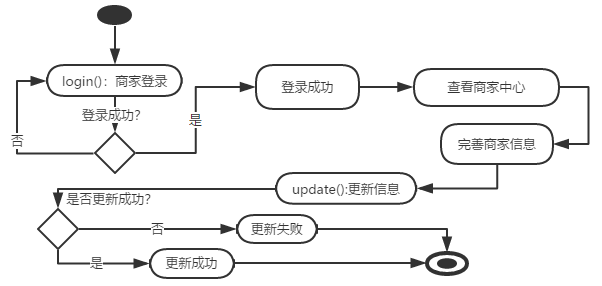 login()：商家登录
登录成功?
否
是
登录成功
查看商家中心
完善商家信息
update():更新信息
是否更新成功?
否
更新失败
是
更新成功